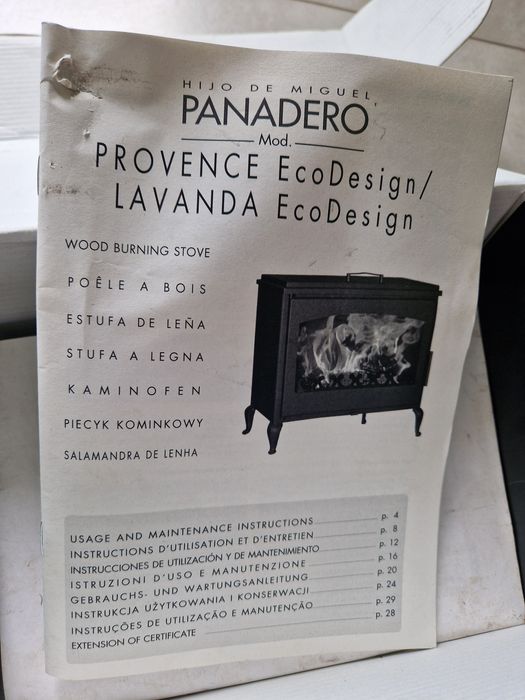 HIJO DE MIGUEL,
PANADERO
Mod.
PROVENCE EcoDesign/
LAVANDA EcoDesign
WOOD BURNING STOVE
POÊLE A BOIS
ESTUFA DE LEÑA
STUFA A LEGNA
KAMINOFEN
PIECYK KOMINKOWY
SALAMANDRA DE LENHA
USAGE AND MAINTENANCE INSTRUCTIONS p. 4
INSTRUCTIONS D'UTILISATION ET D'ENTRETIEN p. 8
INSTRUCCIONES DE UTILIZACIÓN Y DE MANTENIMIENTO p. 12
ISTRUZIONI D'USO E MANUTENZIONE p. 16
GEBRAUCHS- UND WARTUNGSANLEITUNG p. 20
INSTRUKCJA UŻYTKOWANIA I KONSERWACJI p. 24
INSTRUÇÕES DE UTILIZAÇÃO E MANUTENÇÃO p. 29
EXTENSION OF CERTIFICATE p. 28